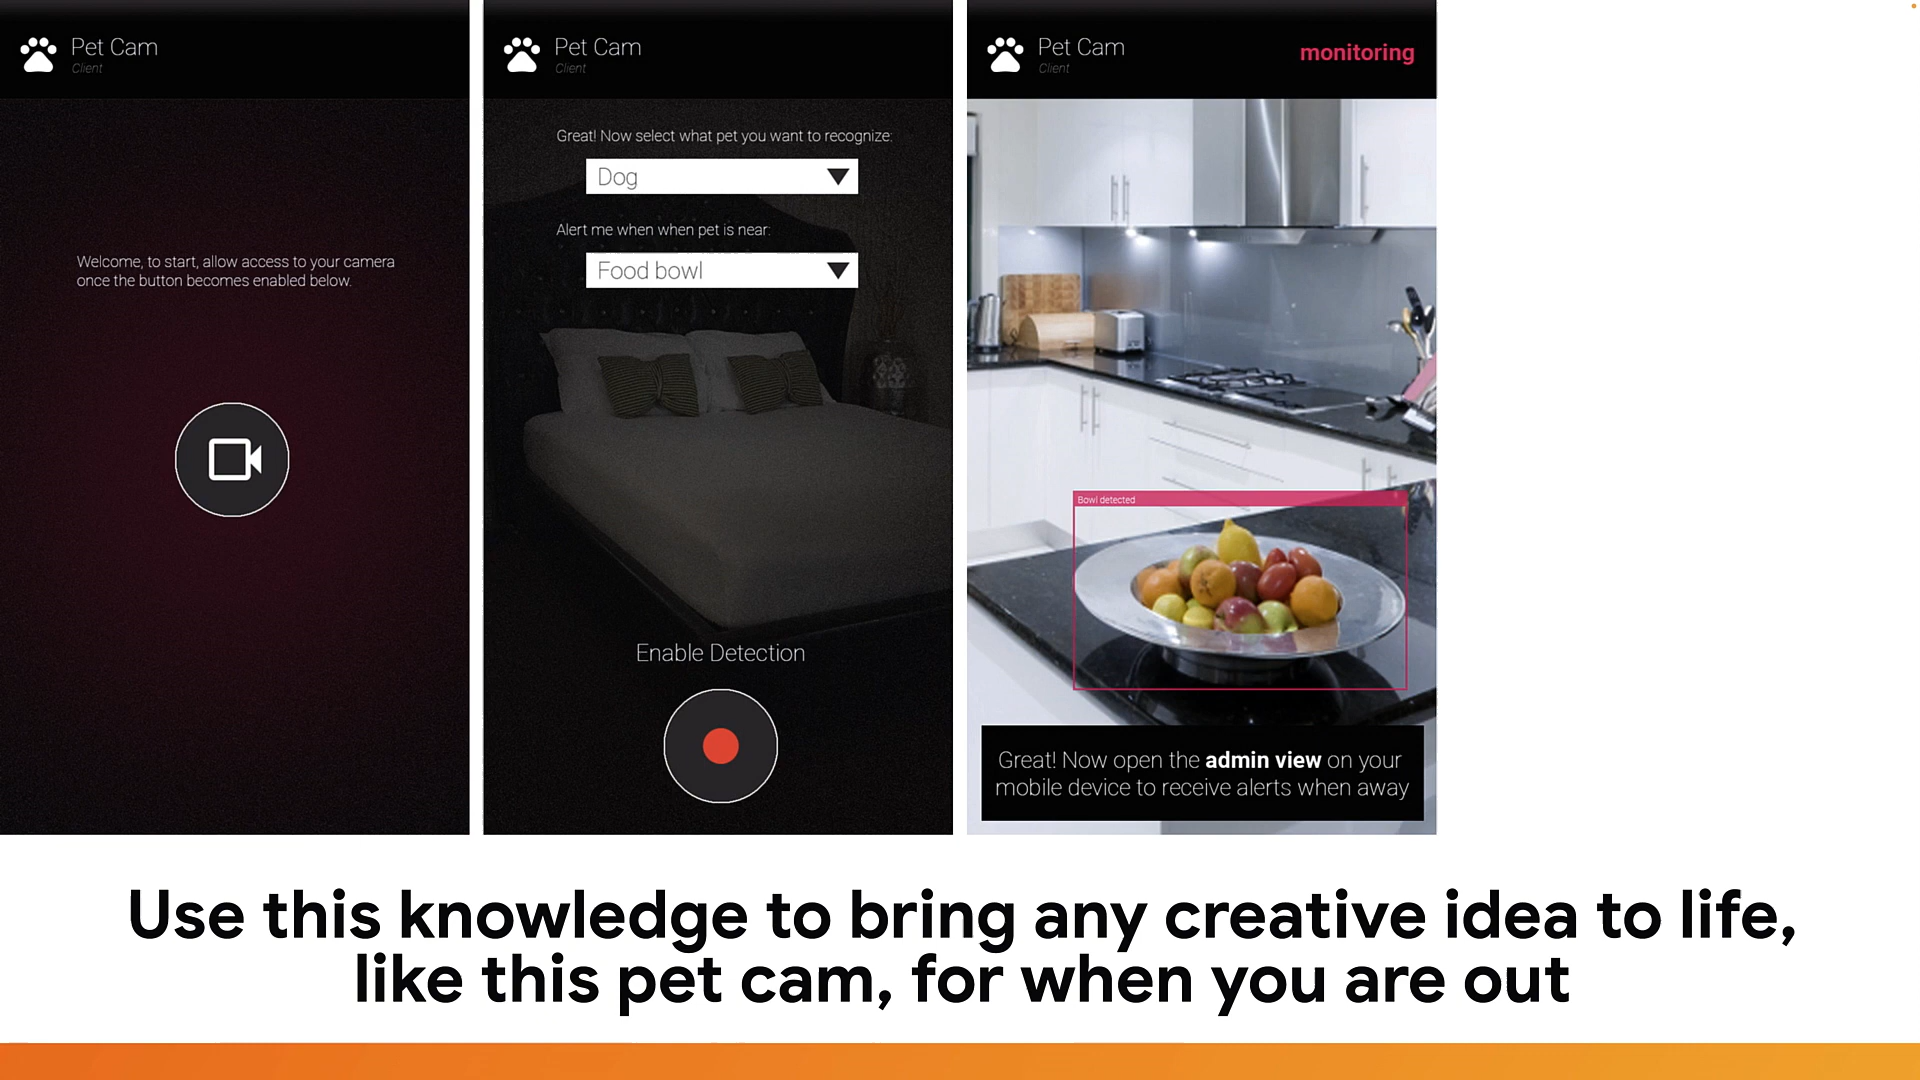 Pet Cam
Client
Welcome, to start, allow access to your camera
once the button becomes enabled below.
Pet Cam
Client
Great! Now select what pet you want to recognize:
Dog
Alert me when when pet is near:
Food bowl
Enable Detection
Pet Cam
Client
monitoring
Bowl detected
Great! Now open the admin view on your
mobile device to receive alerts when away
Use this knowledge to bring any creative idea to life,
like this pet cam, for when you are out